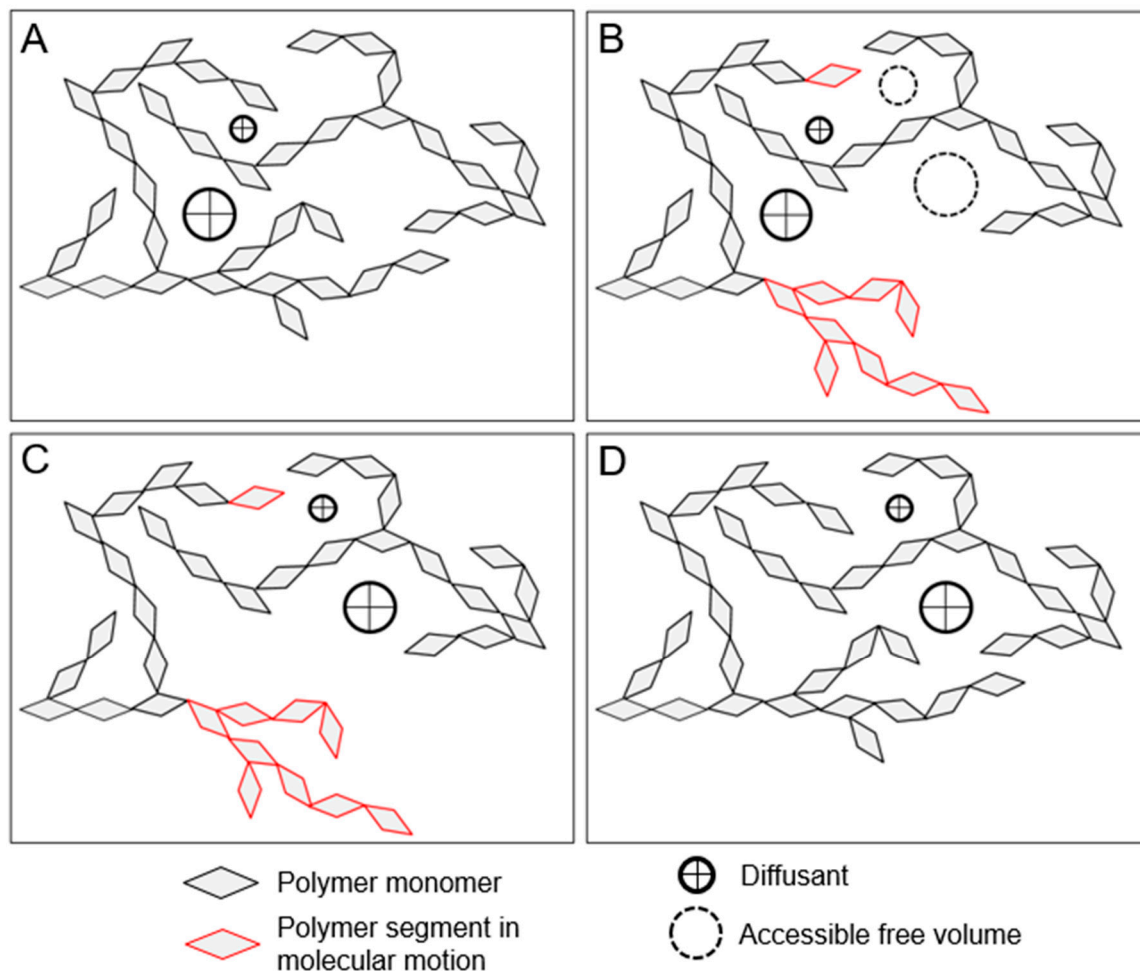 A
B
C
D
Polymer monomer
Polymer segment in
molecular motion
Diffusant
Accessible free volume